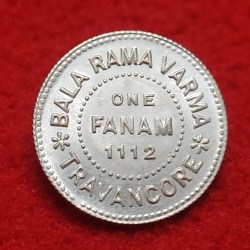 BALA RAMA VARMA
ONE
FANAM
1112
TRAVANCORE